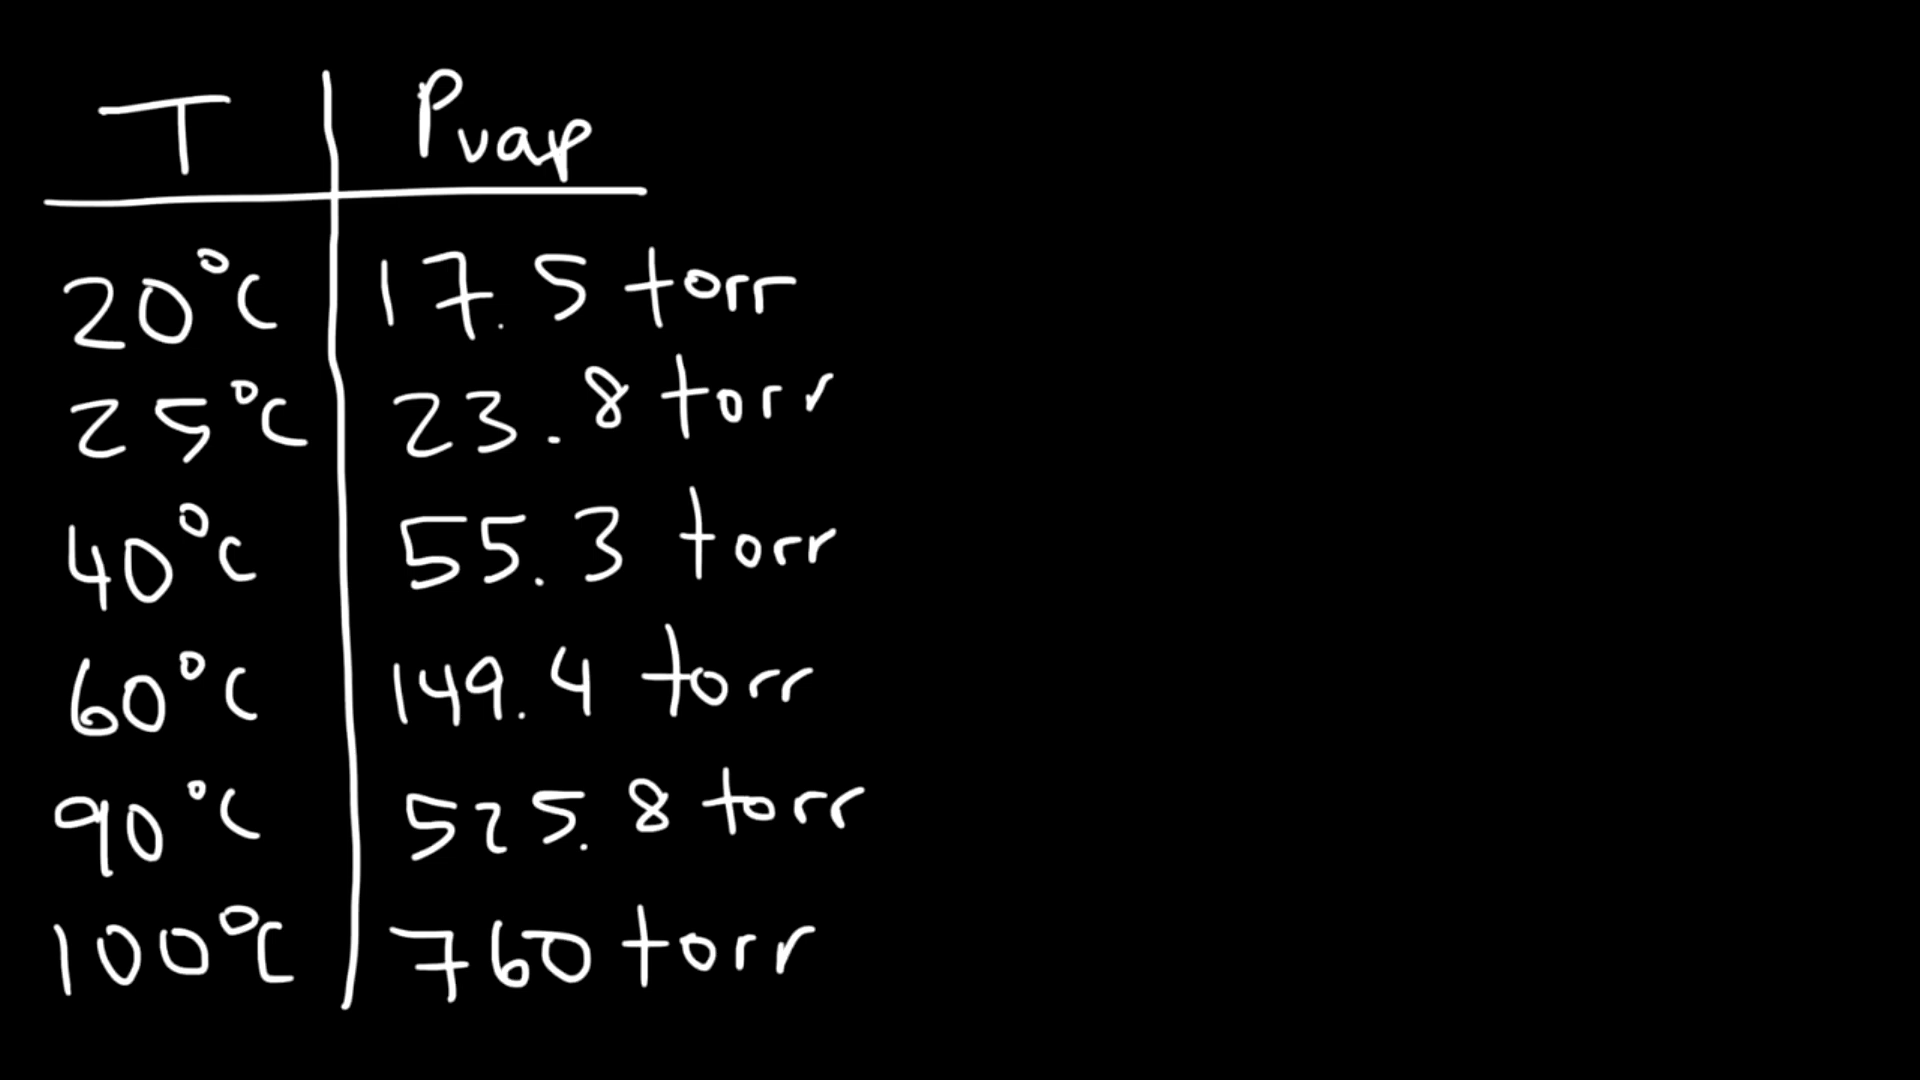 T Pvap
20°C 17.5 torr
25°C 23.8 torr
40°C 55.3 torr
60°C 149.4 torr
90°C 525.8 torr
100°C 760 torr